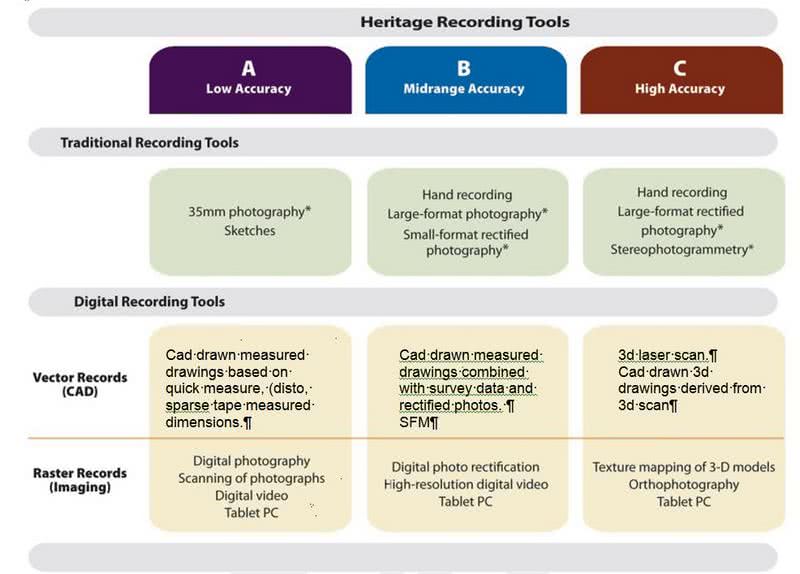 Heritage Recording Tools
A
Low Accuracy
B
Midrange Accuracy
C
High Accuracy
Traditional Recording Tools
35mm photography*
Sketches
Hand recording
Large-format photography*
Small-format rectified
photography*
Hand recording
Large-format rectified
photography*
Stereophotogrammetry*
Digital Recording Tools
Vector Records
(CAD)
Cad·drawn·measured·
drawings·based·on·
quick·measure,·(disto,·
sparse·tape·measured·
dimensions.¶
Cad·drawn·measured·
drawings·combined·
with·survey·data·and·
rectified·photos.·¶
SFM¶
3d·laser·scan.¶
Cad·drawn·3d·
drawings·derived·from·
3d·scan¶
Raster Records
(Imaging)
Digital photography
Scanning of photographs
Digital video
Tablet PC
Digital photo rectification
High-resolution digital video
Tablet PC
Texture mapping of 3-D models
Orthophotography
Tablet PC